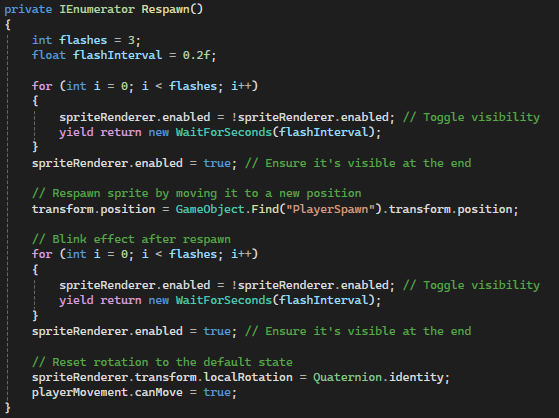 private IEnumerator Respawn()
{
    int flashes = 3;
    float flashInterval = 0.2f;

    for (int i = 0; i < flashes; i++)
    {
        spriteRenderer.enabled = !spriteRenderer.enabled; // Toggle visibility
        yield return new WaitForSeconds(flashInterval);
    }
    spriteRenderer.enabled = true; // Ensure it's visible at the end

    // Respawn sprite by moving it to a new position
    transform.position = GameObject.Find("PlayerSpawn").transform.position;

    // Blink effect after respawn
    for (int i = 0; i < flashes; i++)
    {
        spriteRenderer.enabled = !spriteRenderer.enabled; // Toggle visibility
        yield return new WaitForSeconds(flashInterval);
    }
    spriteRenderer.enabled = true; // Ensure it's visible at the end

    // Reset rotation to the default state
    spriteRenderer.transform.localRotation = Quaternion.identity;
    playerMovement.canMove = true;
}